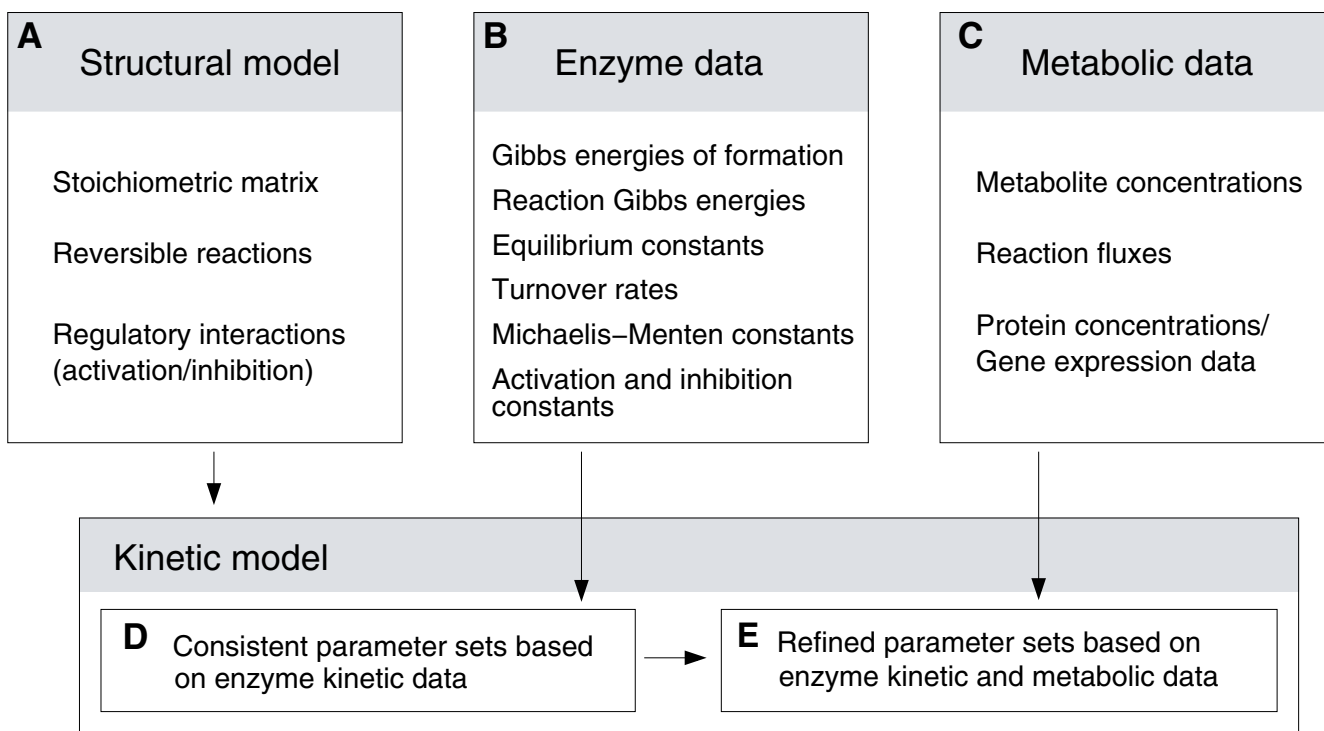 A
Structural model
Stoichiometric matrix
Reversible reactions
Regulatory interactions
(activation/inhibition)
B
Enzyme data
Gibbs energies of formation
Reaction Gibbs energies
Equilibrium constants
Turnover rates
Michaelis−Menten constants
Activation and inhibition
constants
C
Metabolic data
Metabolite concentrations
Reaction fluxes
Protein concentrations/
Gene expression data
Kinetic model
D
Consistent parameter sets based
on enzyme kinetic data
E
Refined parameter sets based on
enzyme kinetic and metabolic data